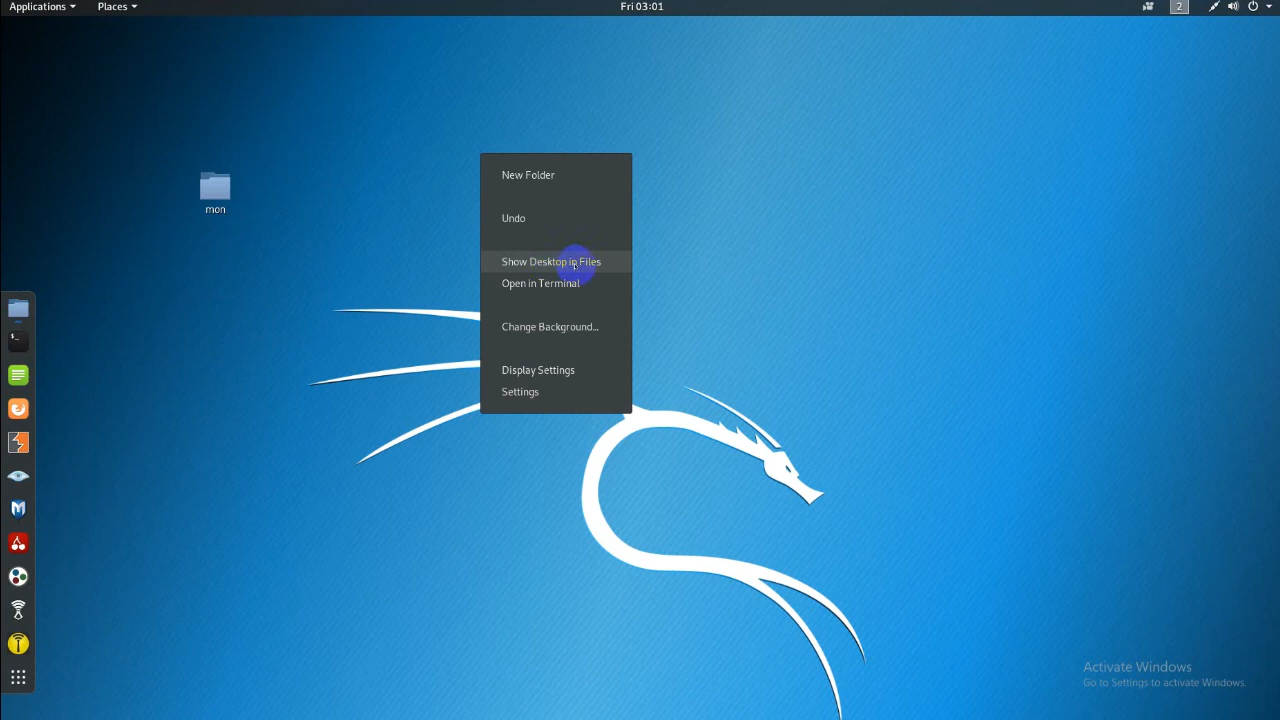 Applications
Places
Fri 03:01
2
mon
New Folder
Undo
Show Desktop in Files
Open in Terminal
Change Background...
Display Settings
Settings
Activate Windows
Go to Settings to activate Windows.